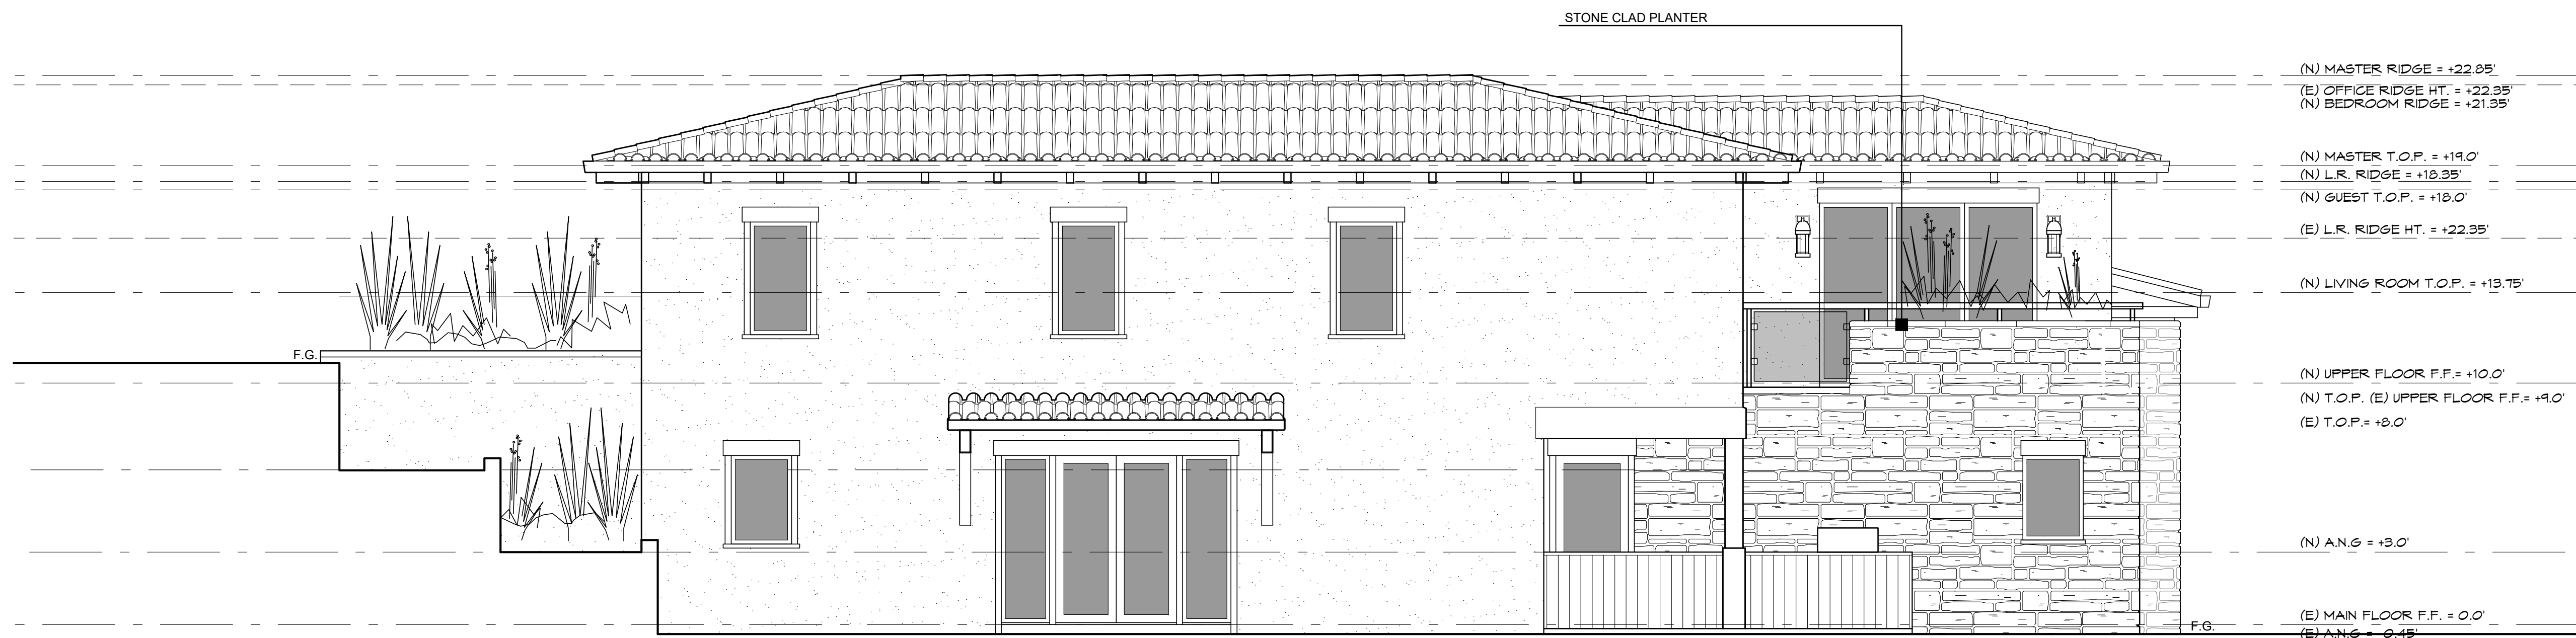 STONE CLAD PLANTER
(N) MASTER RIDGE = +22.85'
(E) OFFICE RIDGE HT. = +22.35'
(N) BEDROOM RIDGE = +21.35'
(N) MASTER T.O.P. = +19.0'
(N) L.R. RIDGE = +18.35'
(N) GUEST T.O.P. = +18.0'
(E) L.R. RIDGE HT. = +22.35'
(N) LIVING ROOM T.O.P. = +13.75'
F.G.
(N) UPPER FLOOR F.F.= +10.0'
(N) T.O.P. (E) UPPER FLOOR F.F.= +9.0'
(E) T.O.P.= +8.0'
(N) A.N.G = +3.0'
(E) MAIN FLOOR F.F. = 0.0'
F.G.
(E) A.N.G = -0.45'